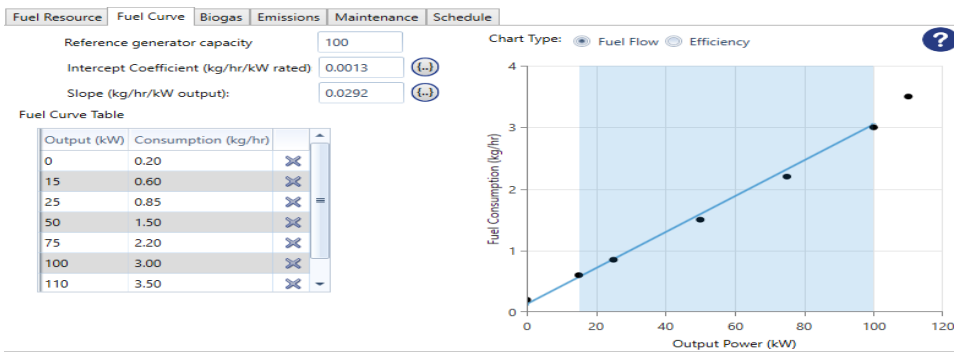 Fuel Resource Fuel Curve Biogas Emissions Maintenance Schedule
Reference generator capacity 100
Intercept Coefficient (kg/hr/kW rated) 0.0013 {..}
Slope (kg/hr/kW output): 0.0292 {..}
Fuel Curve Table
Output (kW) Consumption (kg/hr)
0 0.20
15 0.60
25 0.85
50 1.50
75 2.20
100 3.00
110 3.50
Chart Type: Fuel Flow Efficiency ?
Fuel Consumption (kg/hr)
4
3
2
1
0
0 20 40 60 80 100 120
Output Power (kW)